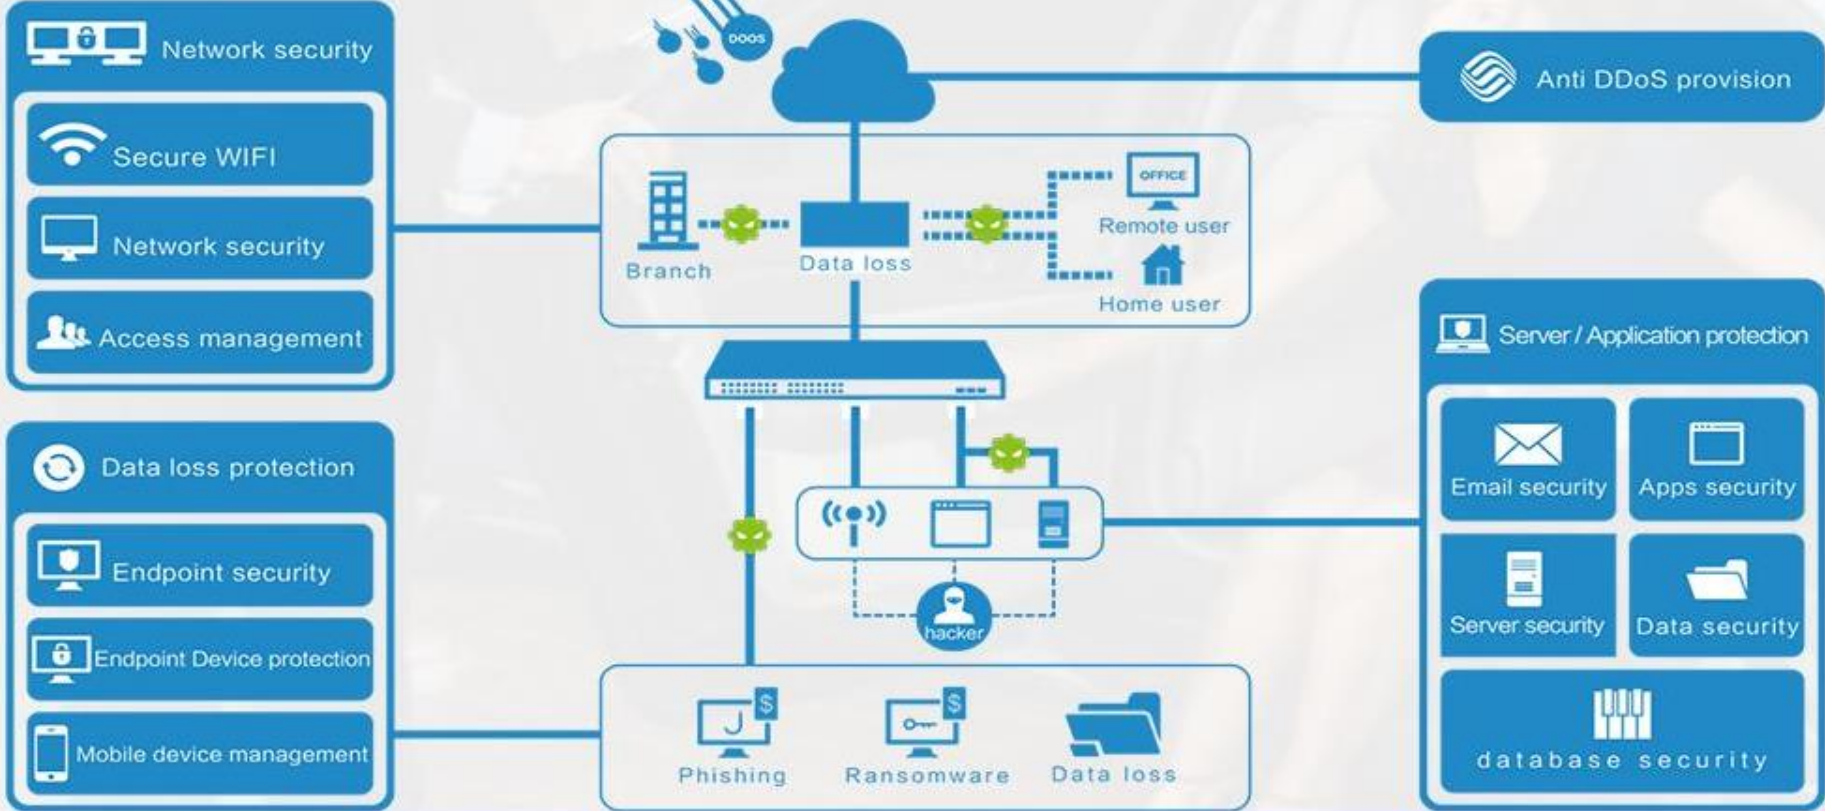 Network security
Secure WIFI
Network security
Access management
DOOS
Anti DDoS provision
Branch
Data loss
OFFICE
Remote user
Home user
Server / Application protection
Email security
Apps security
Server security
Data security
database security
Data loss protection
Endpoint security
Endpoint Device protection
Mobile device management
hacker
$
$
Phishing
Ransomware
Data loss